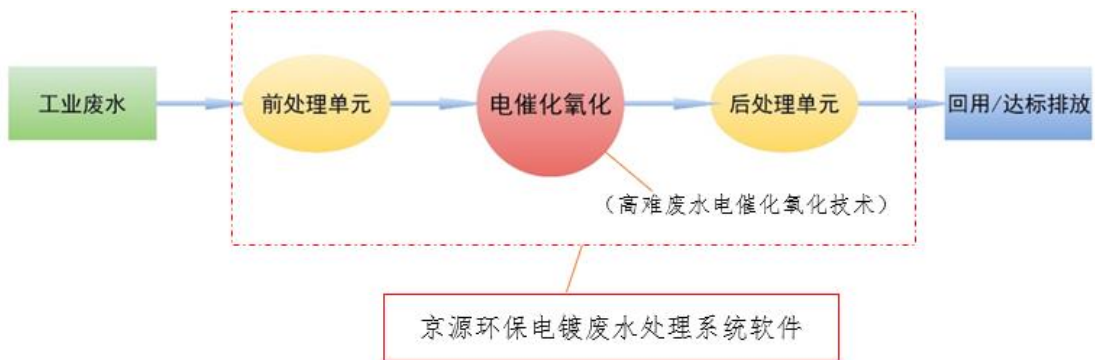 工业废水
前处理单元
电催化氧化
后处理单元
回用/达标排放
（高难废水电催化氧化技术）
京源环保电镀废水处理系统软件